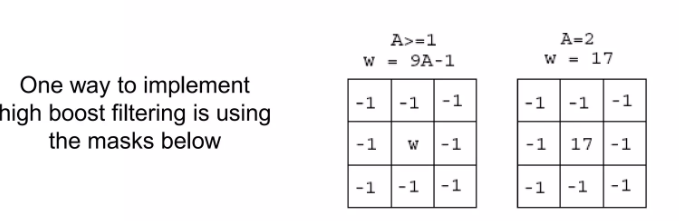 One way to implement
high boost filtering is using
the masks below
A>=1
W = 9A-1
-1 -1 -1
-1 W -1
-1 -1 -1
A=2
W = 17
-1 -1 -1
-1 17 -1
-1 -1 -1